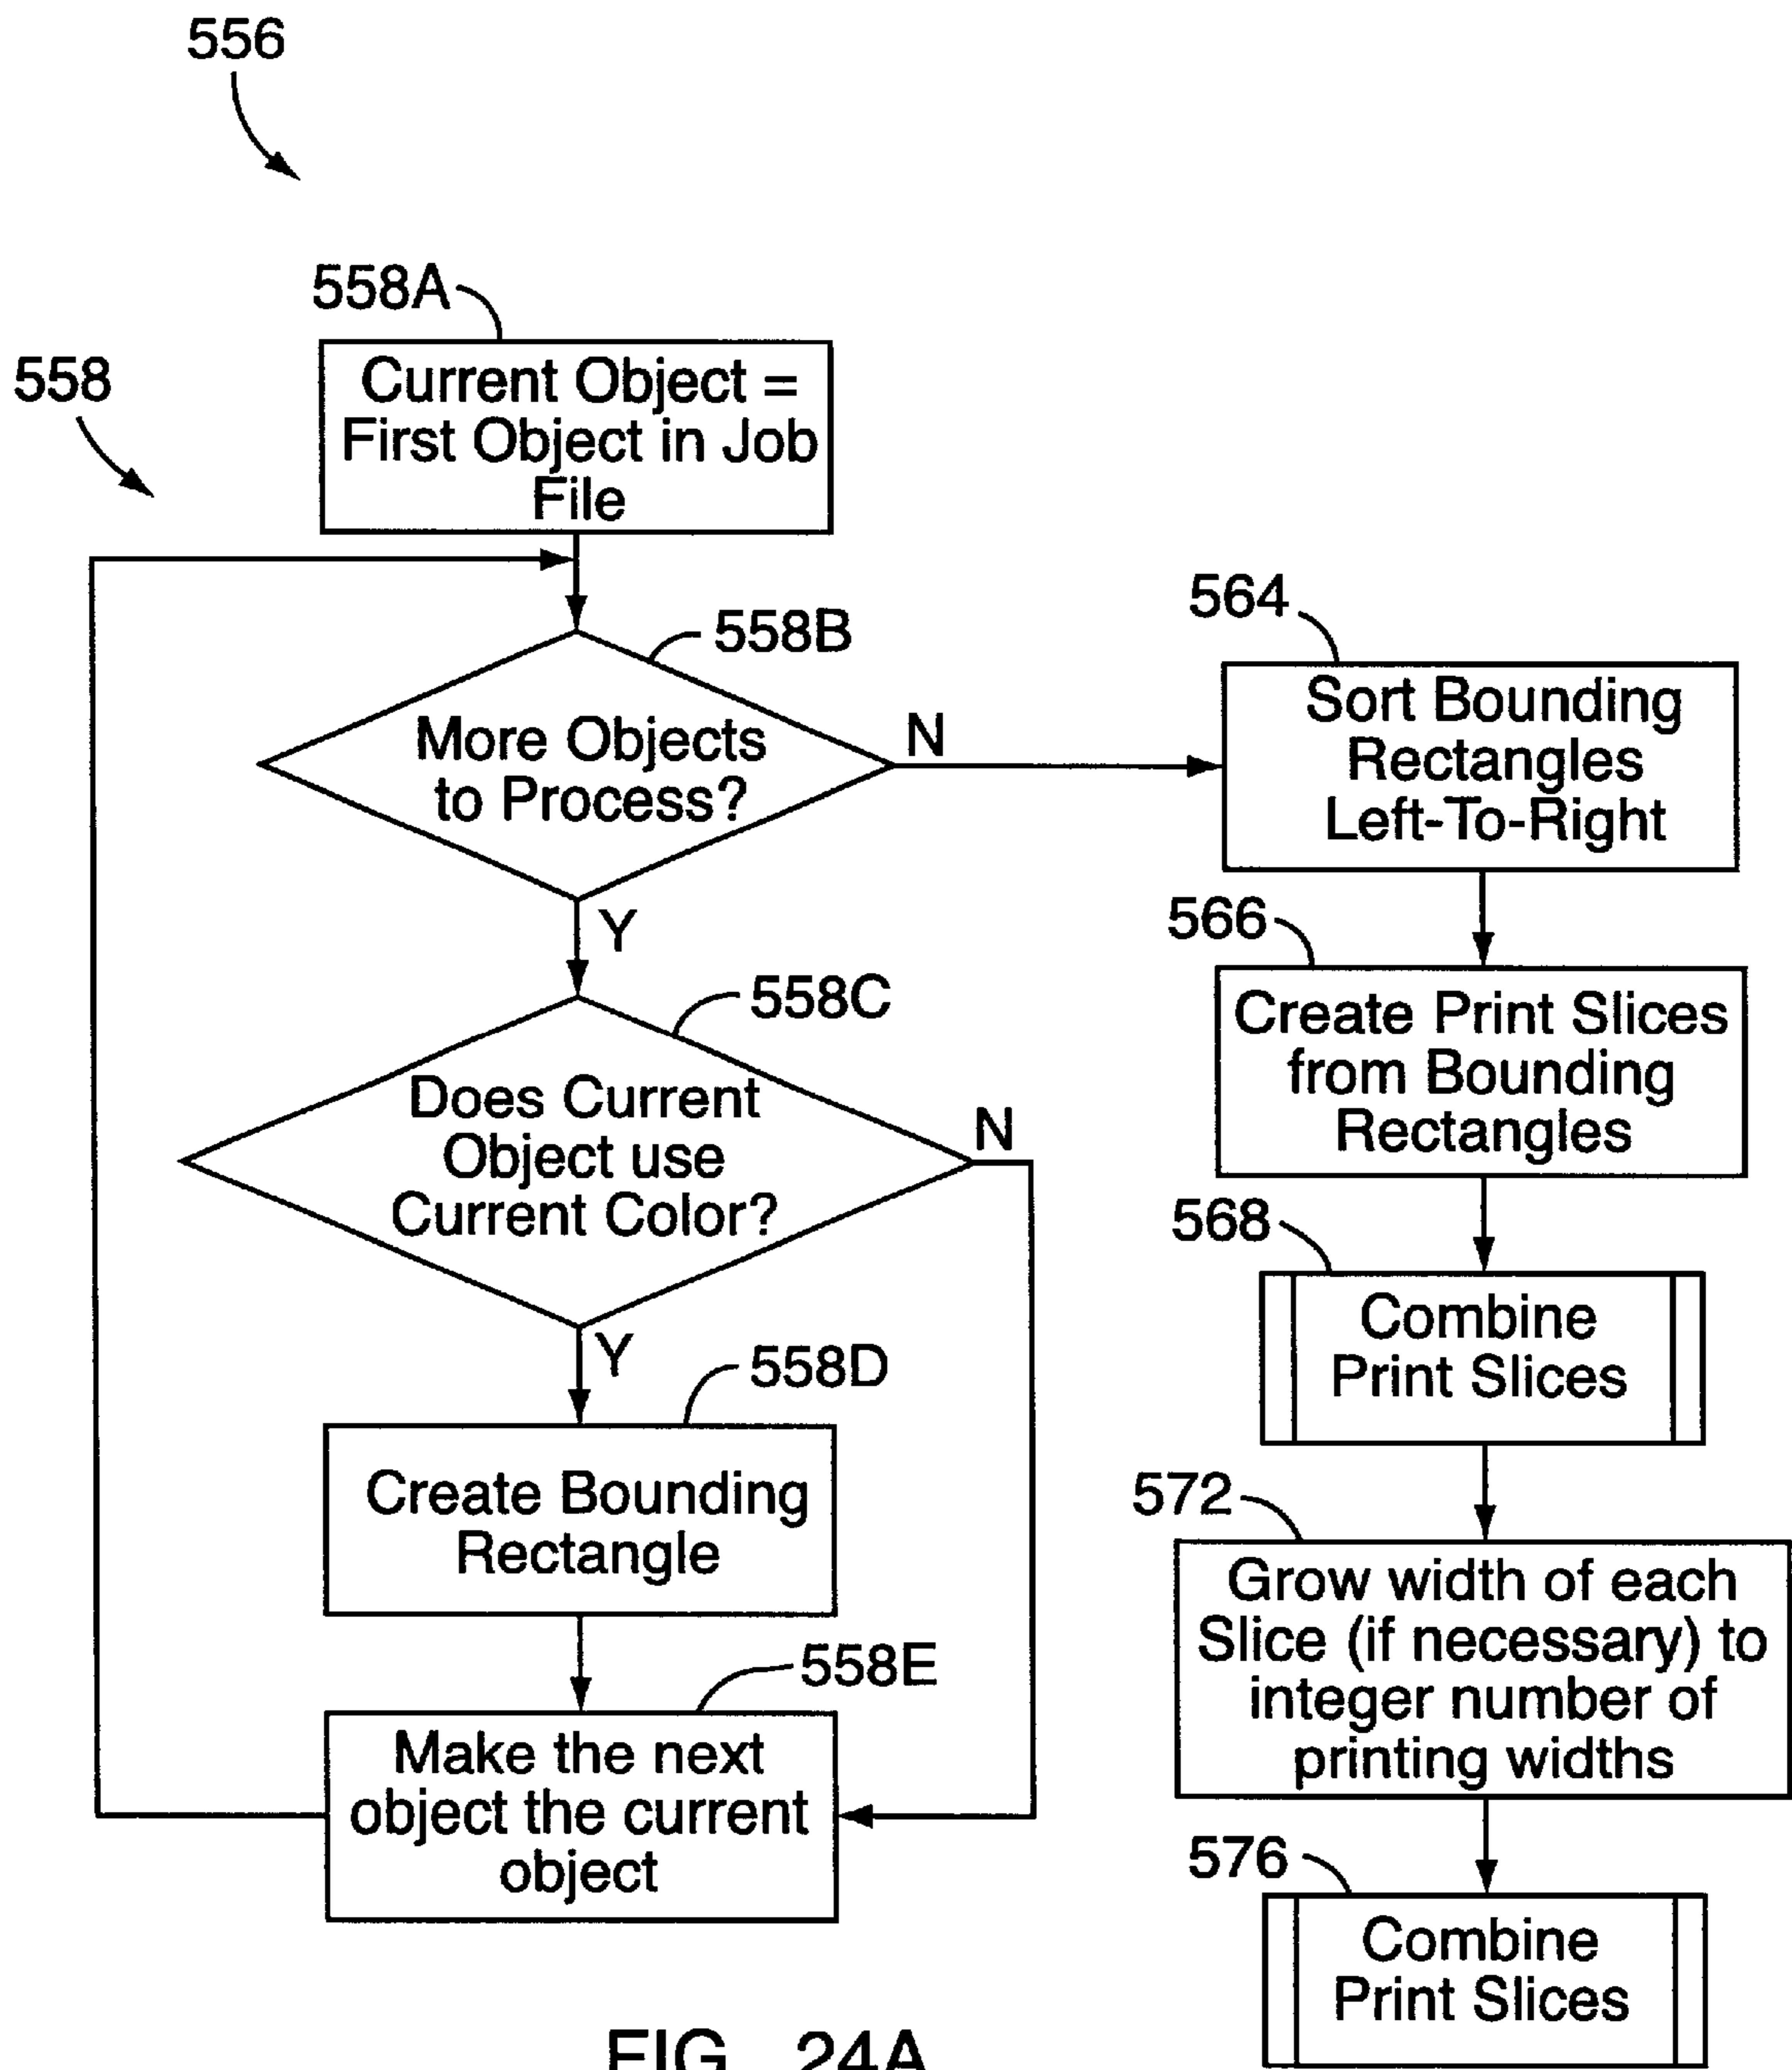 556
558A
558
Current Object =
First Object in Job
File
558B
More Objects
to Process?
N
Y
558C
Does Current
Object use
Current Color?
N
Y
558D
Create Bounding
Rectangle
558E
Make the next
object the current
object
564
Sort Bounding
Rectangles
Left-To-Right
566
Create Print Slices
from Bounding
Rectangles
568
Combine
Print Slices
572
Grow width of each
Slice (if necessary) to
integer number of
printing widths
576
Combine
Print Slices
FIG. 24A